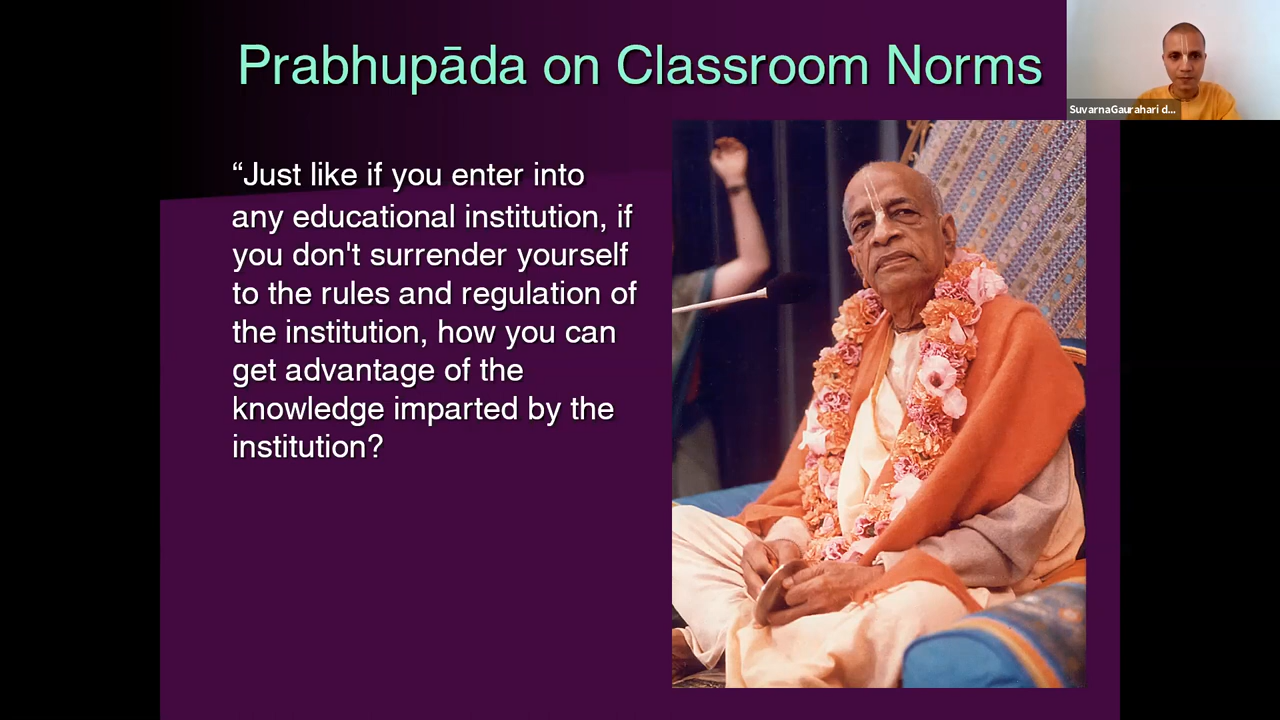 Prabhupāda on Classroom Norms
SuvarnaGaurahari d...
“Just like if you enter into
any educational institution, if
you don't surrender yourself
to the rules and regulation of
the institution, how you can
get advantage of the
knowledge imparted by the
institution?